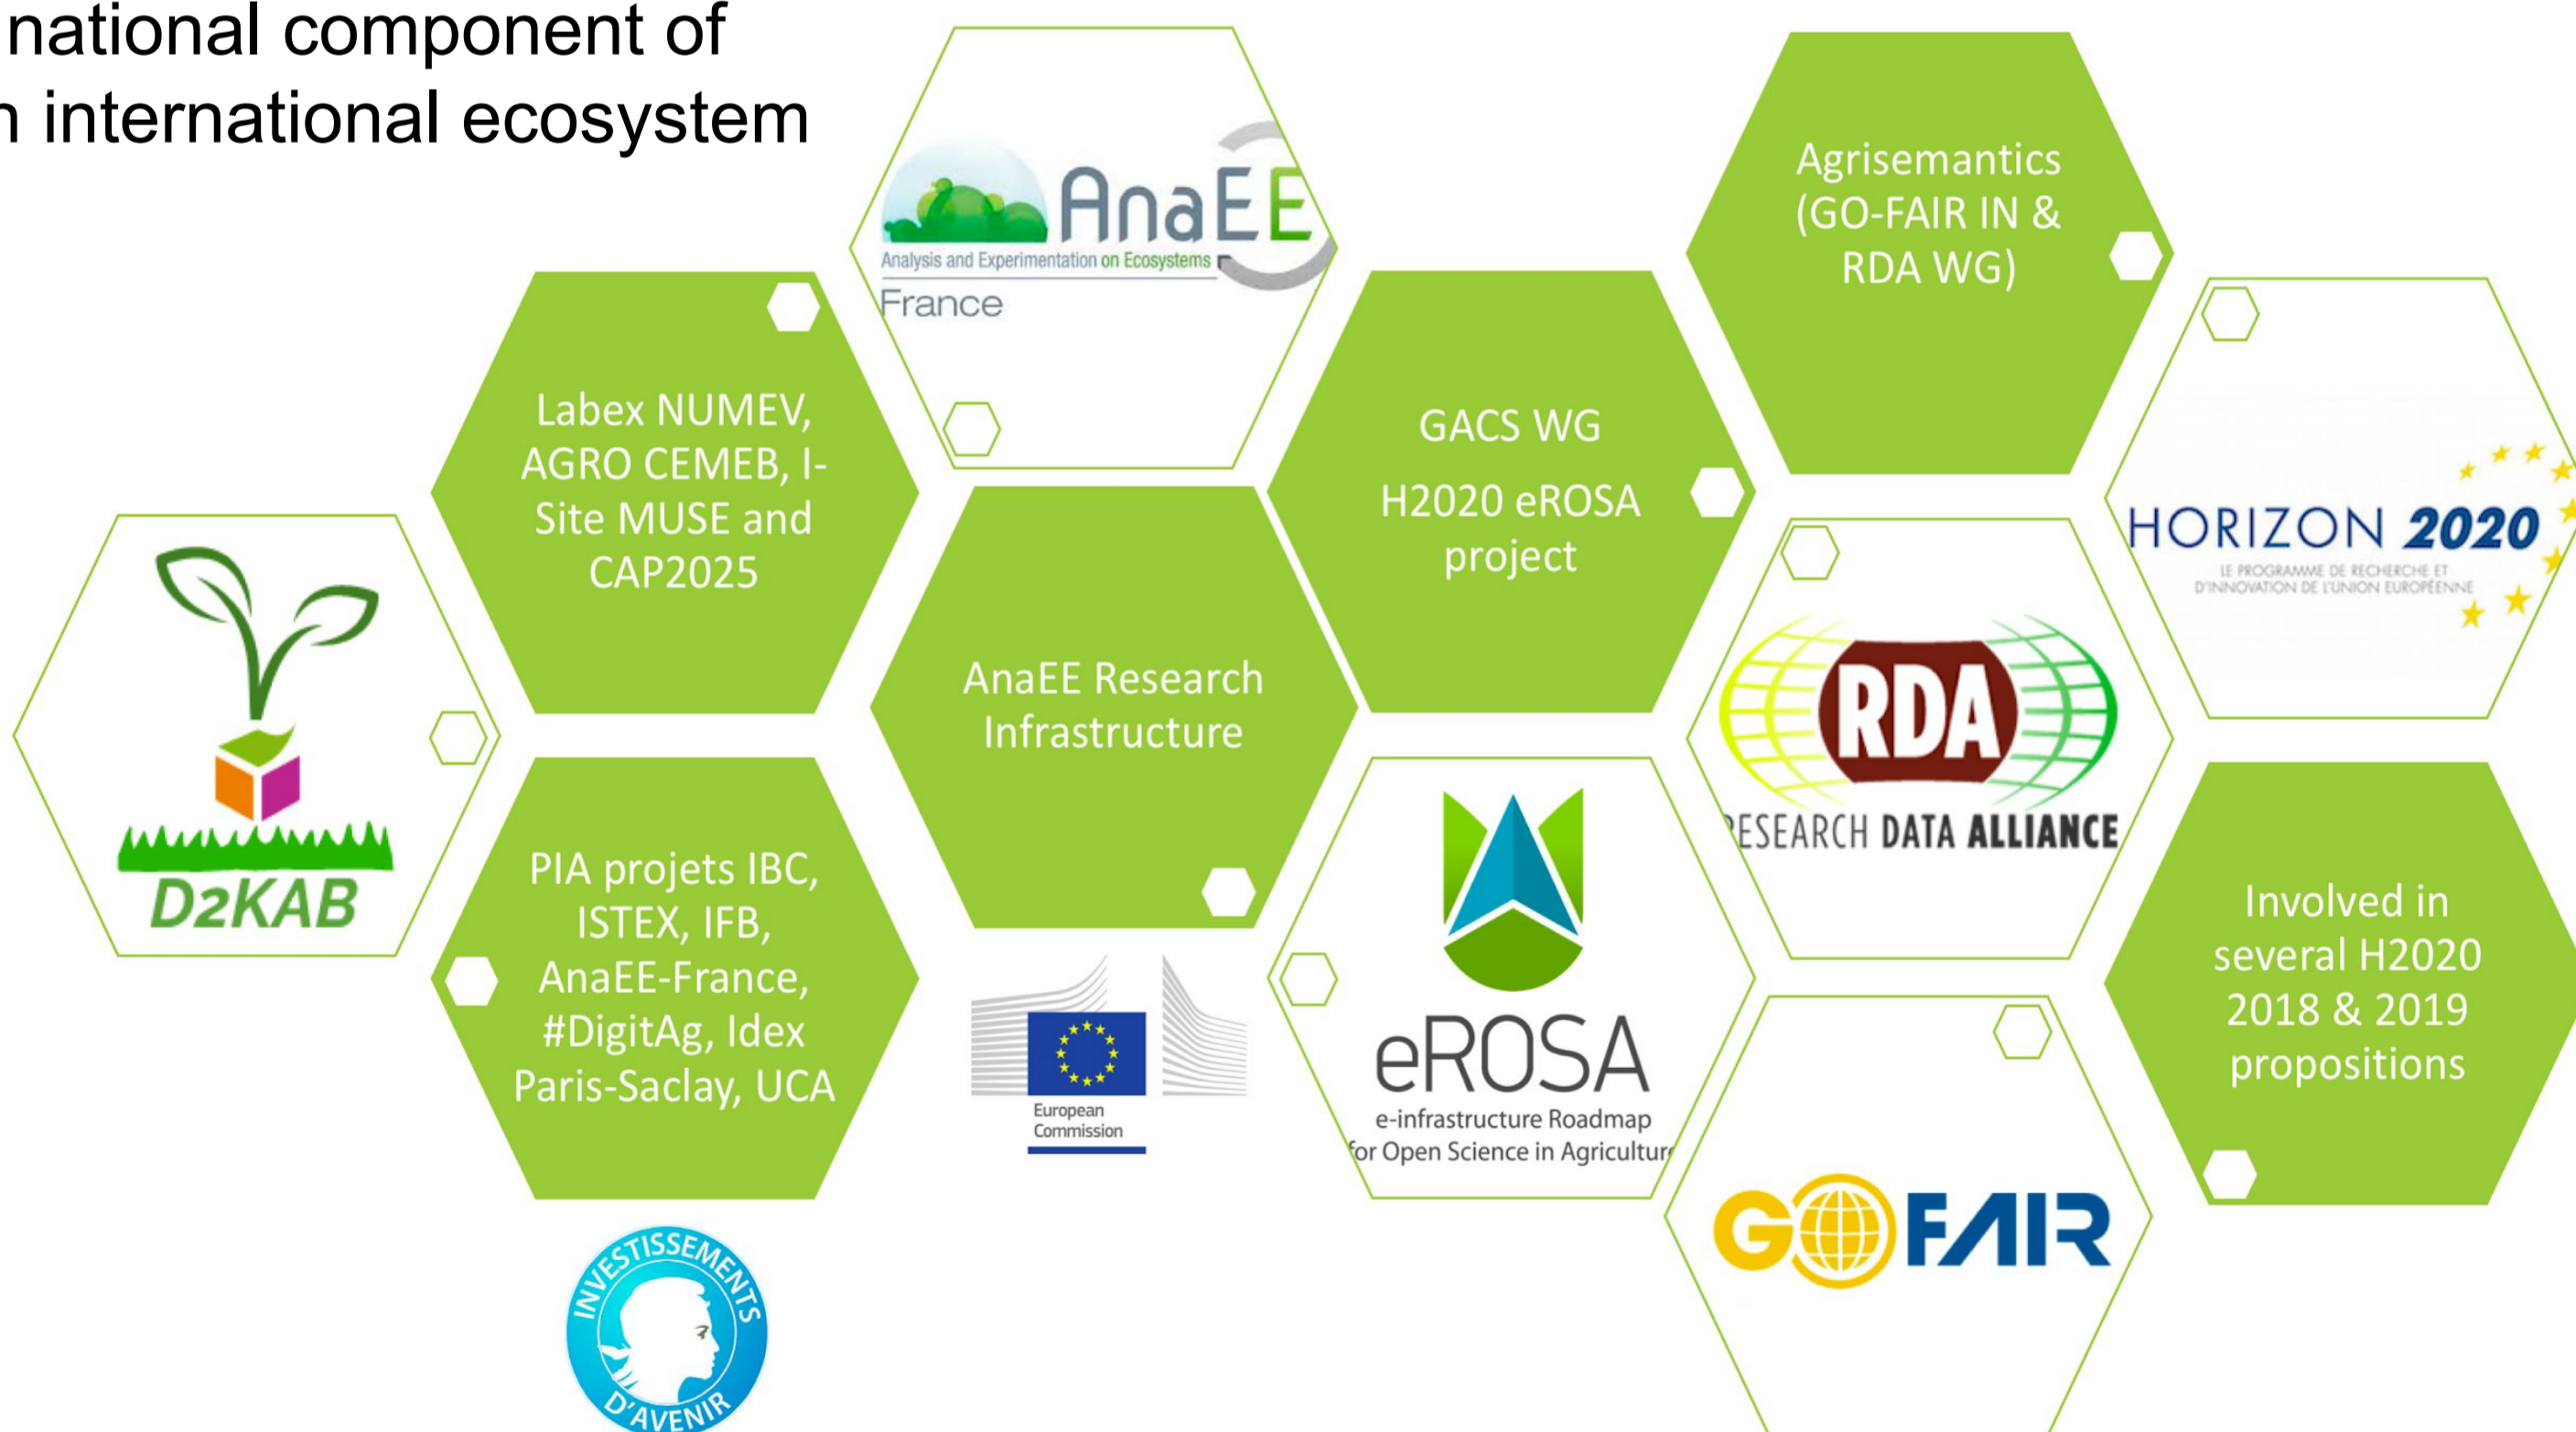 national component of
n international ecosystem
AnaEE
Analysis and Experimentation on Ecosystems
France
Agrisemantics
(GO-FAIR IN &
RDA WG)
Labex NUMEV,
AGRO CEMEB, I-
Site MUSE and
CAP2025
GACS WG
H2020 eROSA
project
HORIZON 2020
LE PROGRAMME DE RECHERCHE ET
D'INNOVATION DE L'UNION EUROPÉENNE
D2KAB
AnaEE Research
Infrastructure
RDA
RESEARCH DATA ALLIANCE
PIA projets IBC,
ISTEX, IFB,
AnaEE-France,
#DigitAg, Idex
Paris-Saclay, UCA
European
Commission
eROSA
e-infrastructure Roadmap
for Open Science in Agriculture
Involved in
several H2020
2018 & 2019
propositions
GO FAIR
INVESTISSEMENTS
D'AVENIR